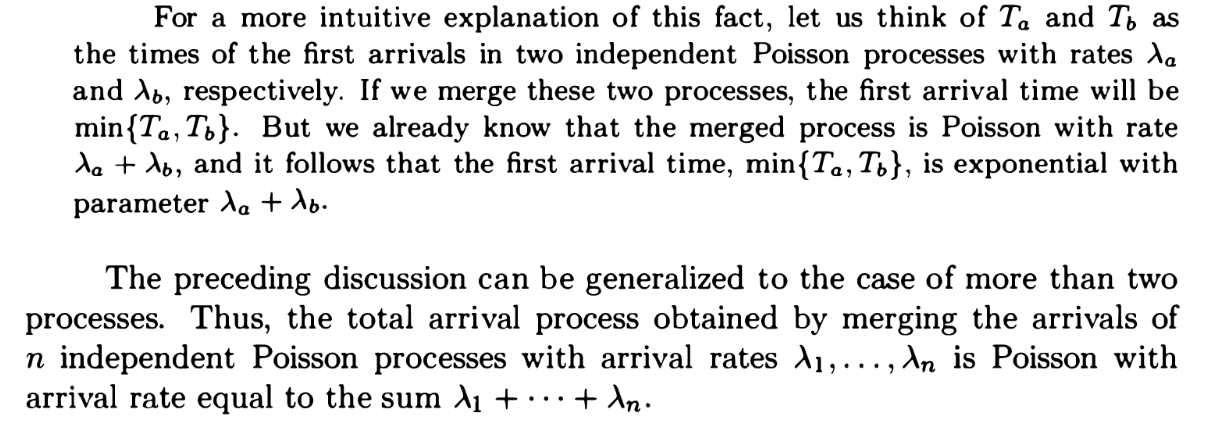 For a more intuitive explanation of this fact, let us think of Tₐ and T_b as
the times of the first arrivals in two independent Poisson processes with rates λₐ
and λ_b, respectively. If we merge these two processes, the first arrival time will be
min{Tₐ, T_b}. But we already know that the merged process is Poisson with rate
λₐ + λ_b, and it follows that the first arrival time, min{Tₐ, T_b}, is exponential with
parameter λₐ + λ_b.
The preceding discussion can be generalized to the case of more than two
processes. Thus, the total arrival process obtained by merging the arrivals of
n independent Poisson processes with arrival rates λ₁, . . . , λₙ is Poisson with
arrival rate equal to the sum λ₁ + · · · + λₙ.